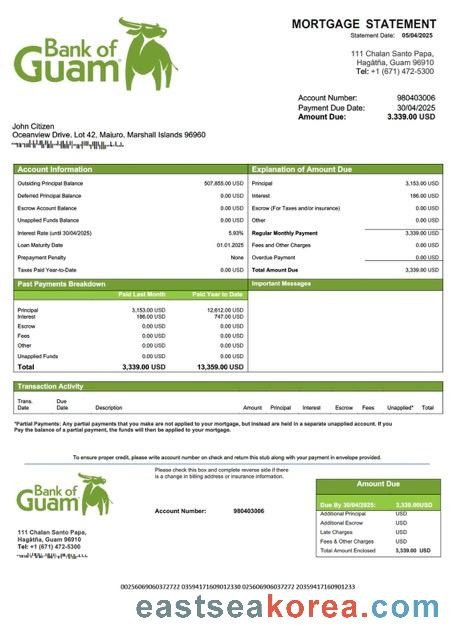 Bank of
Guam
MORTGAGE STATEMENT
Statement Date: 05/04/2025
111 Chalan Santo Papa,
Hagåtña, Guam 96910
Tel: +1 (671) 472-5300
Account Number: 980403006
Payment Due Date: 30/04/2025
Amount Due: 3.339.00 USD
John Citizen
Oceanview Drive, Lot 42, Maiuro, Marshall Islands 96960
Account Information
Outsiding Principal Balance 507,855.00 USD
Deferred Principal Balance 0.00 USD
Escrow Account Balance 0.00 USD
Unapplied Funds Balance 0.00 USD
Interest Rate (until 30/04/2025) 5.93%
Loan Maturity Date 01.01.2025
Prepayment Penalty None
Taxes Paid Year-to-Date 0.00 USD
Explanation of Amount Due
Principal 3,153.00 USD
Interest 186.00 USD
Escrow (For Taxes and/or insurance) 0.00 USD
Other 0.00 USD
Regular Monthly Payment 3,339.00 USD
Fees and Other Charges 0.00 USD
Overdue Payment 0.00 USD
Total Amount Due 3,339.00 USD
Past Payments Breakdown
Paid Last Month Paid Year to Date
Principal 3,153.00 USD 12,612.00 USD
Interest 186.00 USD 747.00 USD
Escrow 0.00 USD 0.00 USD
Fees 0.00 USD 0.00 USD
Other 0.00 USD 0.00 USD
Unapplied Funds 0.00 USD 0.00 USD
Total 3,339.00 USD 13,359.00 USD
Important Messages
Transaction Activity
Trans. Date Due Date Description Amount Principal Interest Escrow Fees Unapplied* Total
*Partial Payments: Any partial payments that you make are not applied to your mortgage, but instead are held in a separate unapplied account. If you
Pay the balance of a partial payment, the funds will then be applied to your mortgage.
To ensure proper credit, please write account number on check and return this stub along with your payment in envelope provided.
Bank of
Guam
111 Chalan Santo Papa,
Hagåtña, Guam 96910
Tel: +1 (671) 472-5300
Please check this box and complete reverse side if there
is a change in billing address or insurance information.
Account Number: 980403006
Amount Due
Due By 30/04/2025: 3,339.00USD
Additional Principal USD
Additional Escrow USD
Late Charges USD
Fees & Other Charges USD
Total Amount Enclosed 3,339.00 USD
00256069060372722 03594171609012330 0256069060 37272 20359417160901233
eastseakorea.com